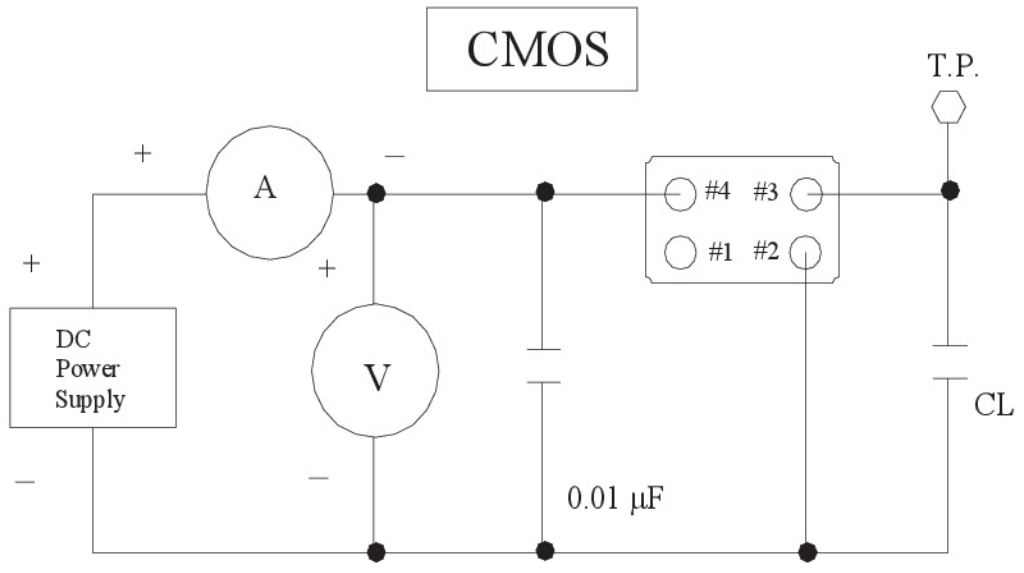 CMOS
T.P.
+
−
A
#4 #3
+
+
#1 #2
DC
Power
Supply
V
CL
−
−
0.01 µF